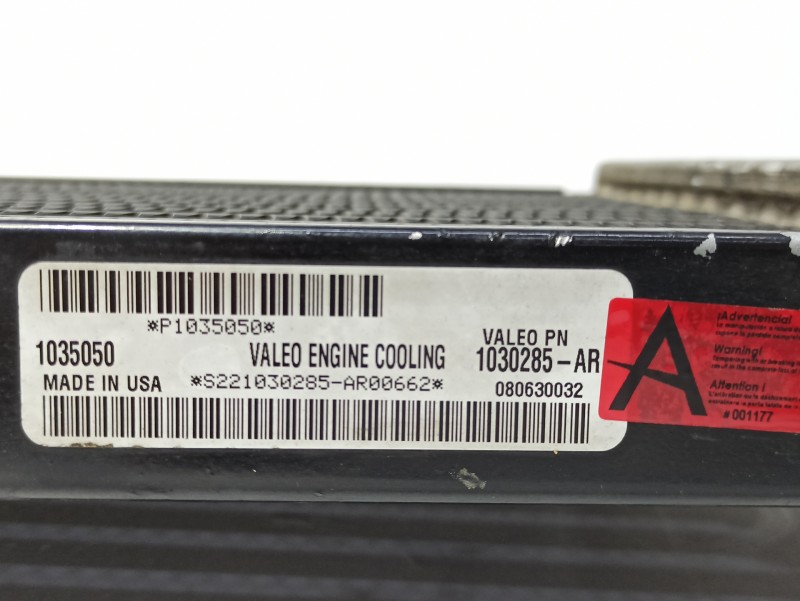 *P1035050*
1035050
VALEO ENGINE COOLING
VALEO PN
1030285-AR
MADE IN USA
*S221030285-AR00662*
080630032
A
¡Advertencia!
Warning!
Attention !
#001177